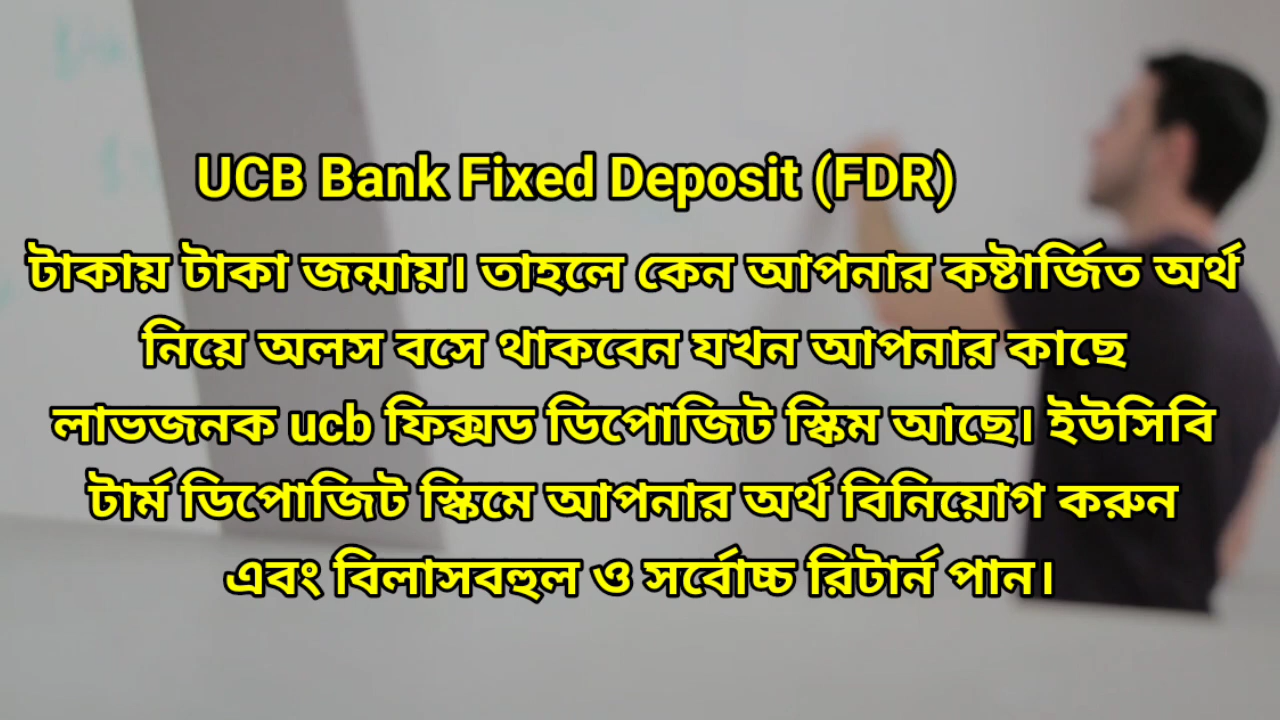 UCB Bank Fixed Deposit (FDR)
টাকায় টাকা জন্মায়। তাহলে কেন আপনার কষ্টার্জিত অর্থ
নিয়ে অলস বসে থাকবেন যখন আপনার কাছে
লাভজনক ucb ফিক্সড ডিপোজিট স্কিম আছে। ইউসিবি
টার্ম ডিপোজিট স্কিমে আপনার অর্থ বিনিয়োগ করুন
এবং বিলাসবহুল ও সর্বোচ্চ রিটার্ন পান।